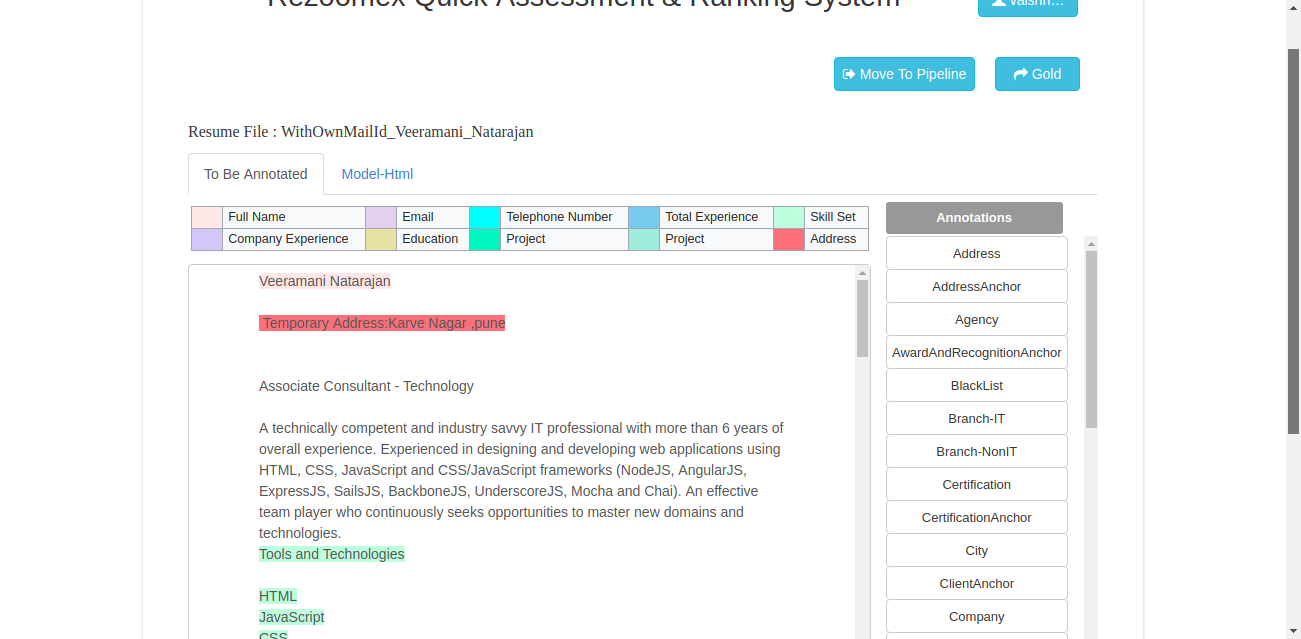 Rezoomex Quick Assessment & Ranking System
Vaishn…
Move To Pipeline
Gold
Resume File : WithOwnMailId_Veeramani_Natarajan
To Be Annotated
Model-Html
Full Name Email Telephone Number Total Experience Skill Set
Company Experience Education Project Project Address
Annotations
Address
AddressAnchor
Agency
AwardAndRecognitionAnchor
BlackList
Branch-IT
Branch-NonIT
Certification
CertificationAnchor
City
ClientAnchor
Company
Veeramani Natarajan
Temporary Address:Karve Nagar ,pune
Associate Consultant - Technology
A technically competent and industry savvy IT professional with more than 6 years of
overall experience. Experienced in designing and developing web applications using
HTML, CSS, JavaScript and CSS/JavaScript frameworks (NodeJS, AngularJS,
ExpressJS, SailsJS, BackboneJS, UnderscoreJS, Mocha and Chai). An effective
team player who continuously seeks opportunities to master new domains and
technologies.
Tools and Technologies
HTML
JavaScript
CSS